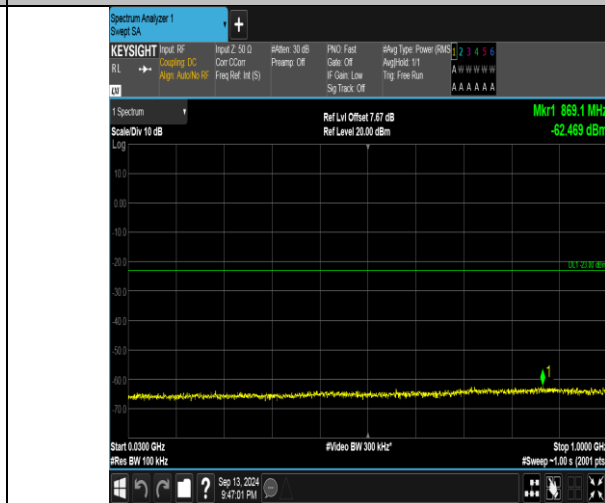 Spectrum Analyzer 1
Swept SA
+
KEYSIGHT Input: RF Input Z: 50 Ω #Atten: 30 dB PNO: Fast #Avg Type: Power (RMS 1 2 3 4 5 6
RL Coupling: DC Corr CCorr Preamp: Off Gate: Off Avg|Hold: 1/1 A W W W W W
Align: Auto/No RF Freq Ref: Int (S) IF Gain: Low Trig: Free Run
Sig Track: Off A A A A A A
LXI
1 Spectrum Ref Lvl Offset 7.67 dB Mkr1 869.1 MHz
Scale/Div 10 dB Ref Level 20.00 dBm -62.469 dBm
Log
10.0
0.00
-10.0
-20.0
DL1 -23.00 dBm
-30.0
-40.0
-50.0
-60.0
1
-70.0
Start 0.0300 GHz #Video BW 300 kHz* Stop 1.0000 GHz
#Res BW 100 kHz #Sweep ~1.00 s (2001 pts
? Sep 13, 2024
9:47:01 PM